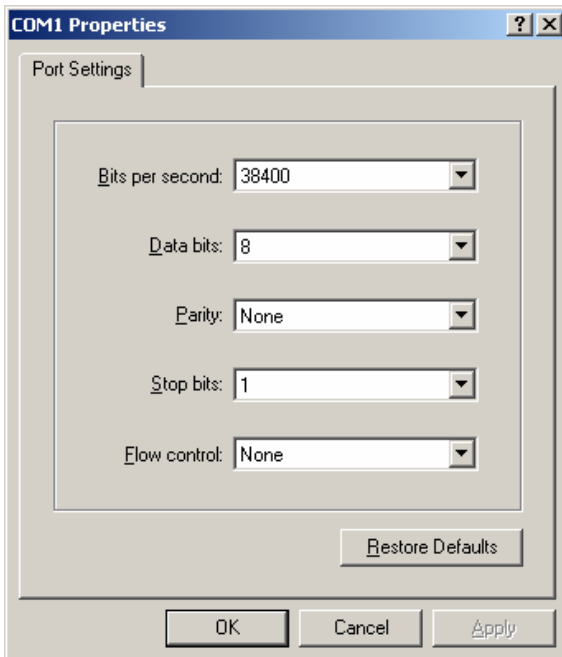 COM1 Properties
Port Settings
Bits per second: 38400
Data bits: 8
Parity: None
Stop bits: 1
Flow control: None
Restore Defaults
OK Cancel Apply